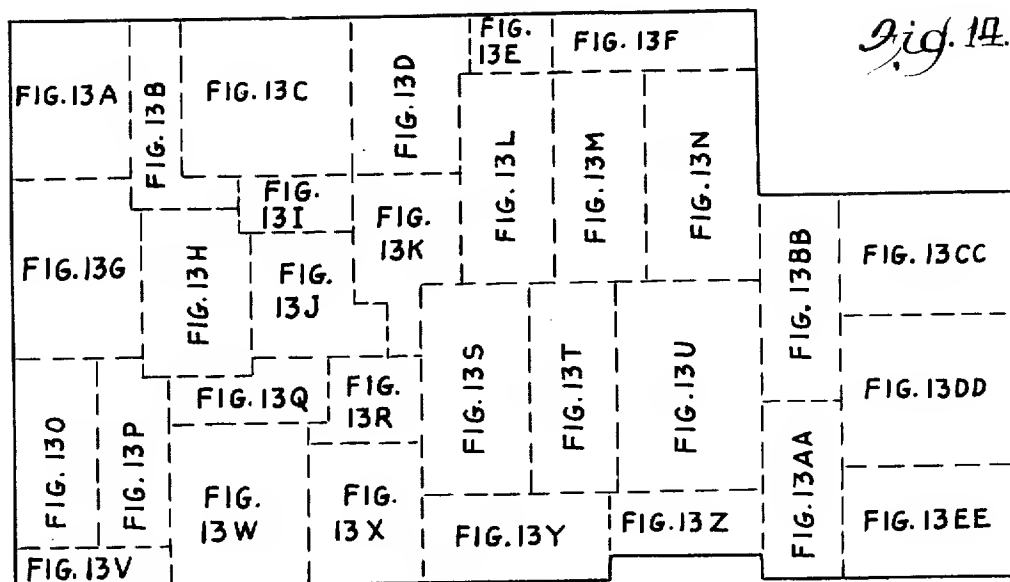 Fig. 14.
FIG.
13E
FIG. 13F
FIG. 13A
FIG. 13B
FIG. 13C
FIG. 13D
FIG. 13L
FIG. 13M
FIG. 13N
FIG.
13I
FIG.
13K
FIG. 13G
FIG. 13H
FIG.
13J
FIG. 13BB
FIG. 13CC
FIG. 13S
FIG. 13T
FIG. 13U
FIG. 13Q
FIG.
13R
FIG. 13DD
FIG. 13O
FIG. 13P
FIG.
13W
FIG.
13X
FIG. 13Y
FIG. 13Z
FIG. 13AA
FIG. 13EE
FIG. 13V